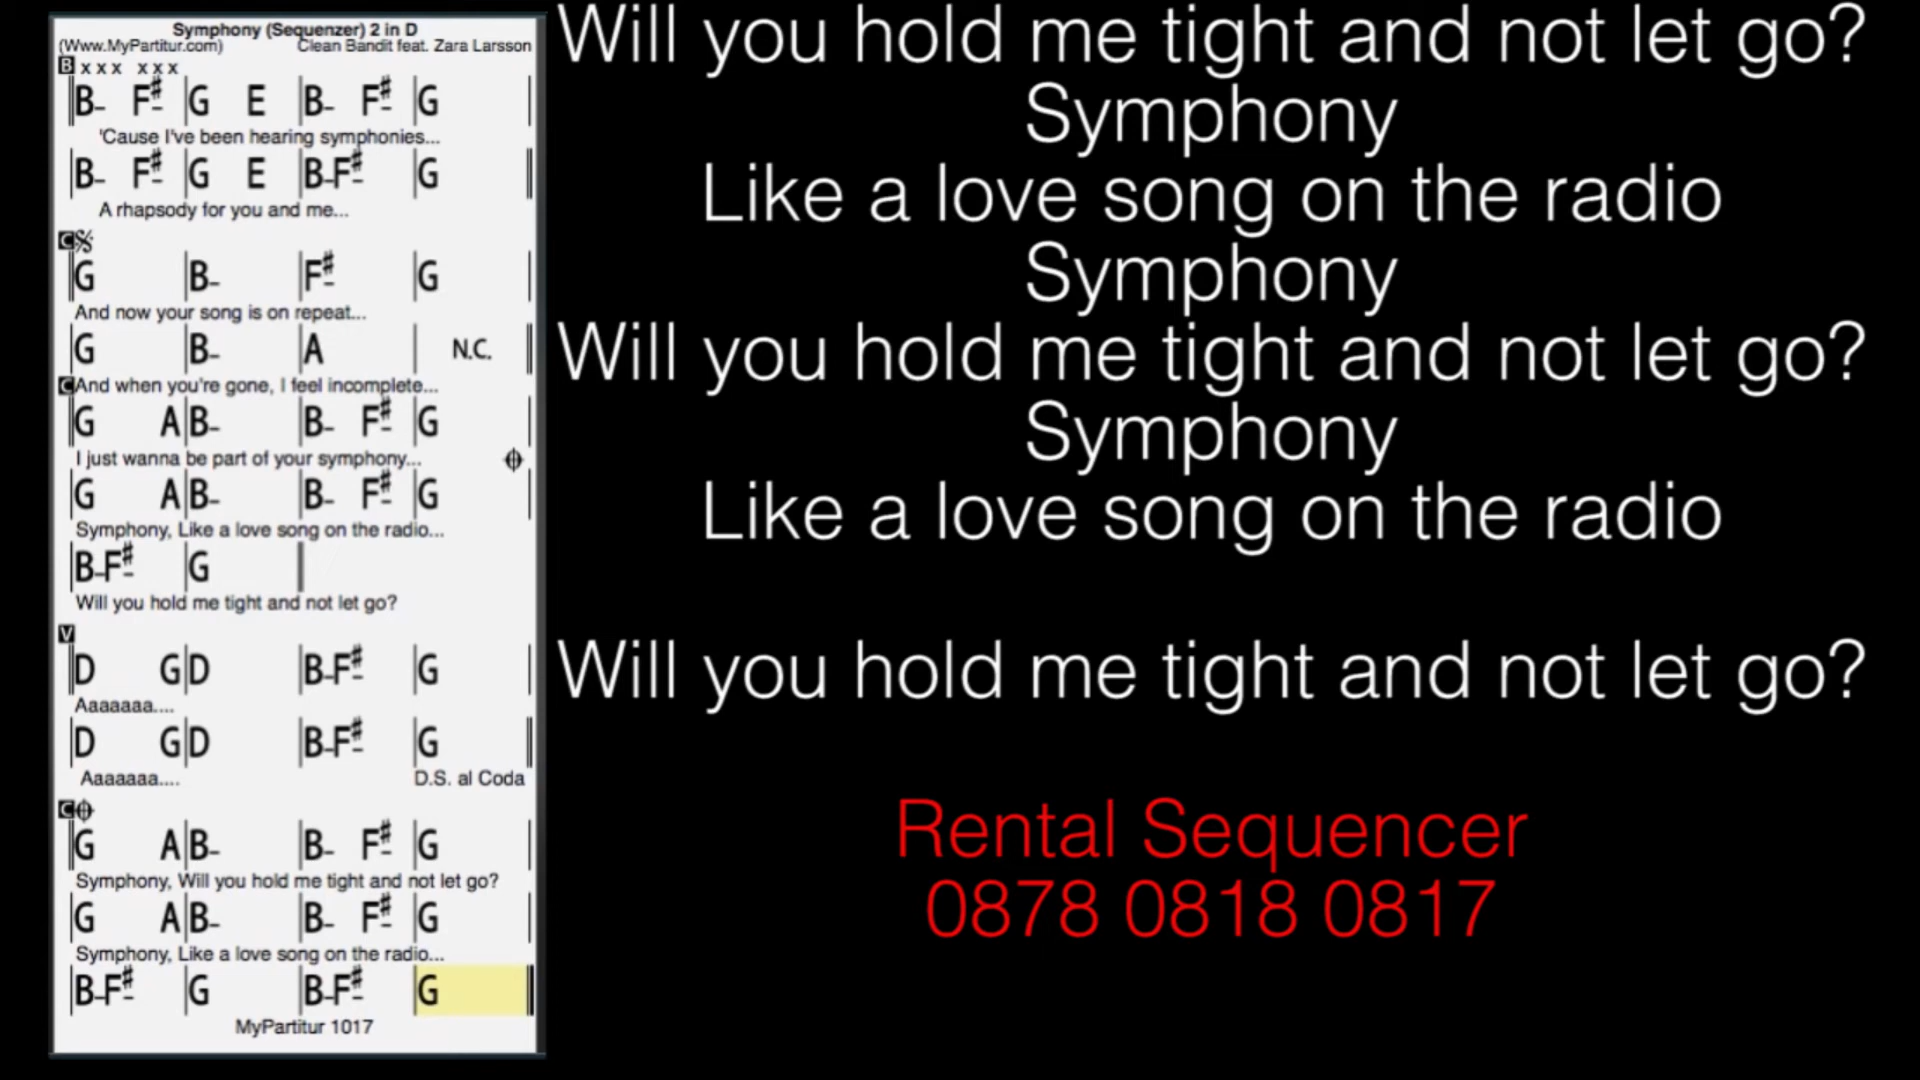 Symphony (Sequenzer) 2 in D
(Www.MyPartitur.com) Clean Bandit feat. Zara Larsson
B x x x x x x
B- F#- G E B- F#- G
'Cause I've been hearing symphonies...
B- F#- G E B-F#- G
A rhapsody for you and me...
C
G B- F#- G
And now your song is on repeat...
G B- A N.C.
C And when you're gone, I feel incomplete...
G A B- B- F#- G
I just wanna be part of your symphony...
G A B- B- F#- G
Symphony, Like a love song on the radio...
B-F#- G
Will you hold me tight and not let go?
V
D G D B-F#- G
Aaaaaaa....
D G D B-F#- G
Aaaaaaa.... D.S. al Coda
C
G A B- B- F#- G
Symphony, Will you hold me tight and not let go?
G A B- B- F#- G
Symphony, Like a love song on the radio...
B-F#- G B-F#- G
MyPartitur 1017
Will you hold me tight and not let go?
Symphony
Like a love song on the radio
Symphony
Will you hold me tight and not let go?
Symphony
Like a love song on the radio
Will you hold me tight and not let go?
Rental Sequencer
0878 0818 0817